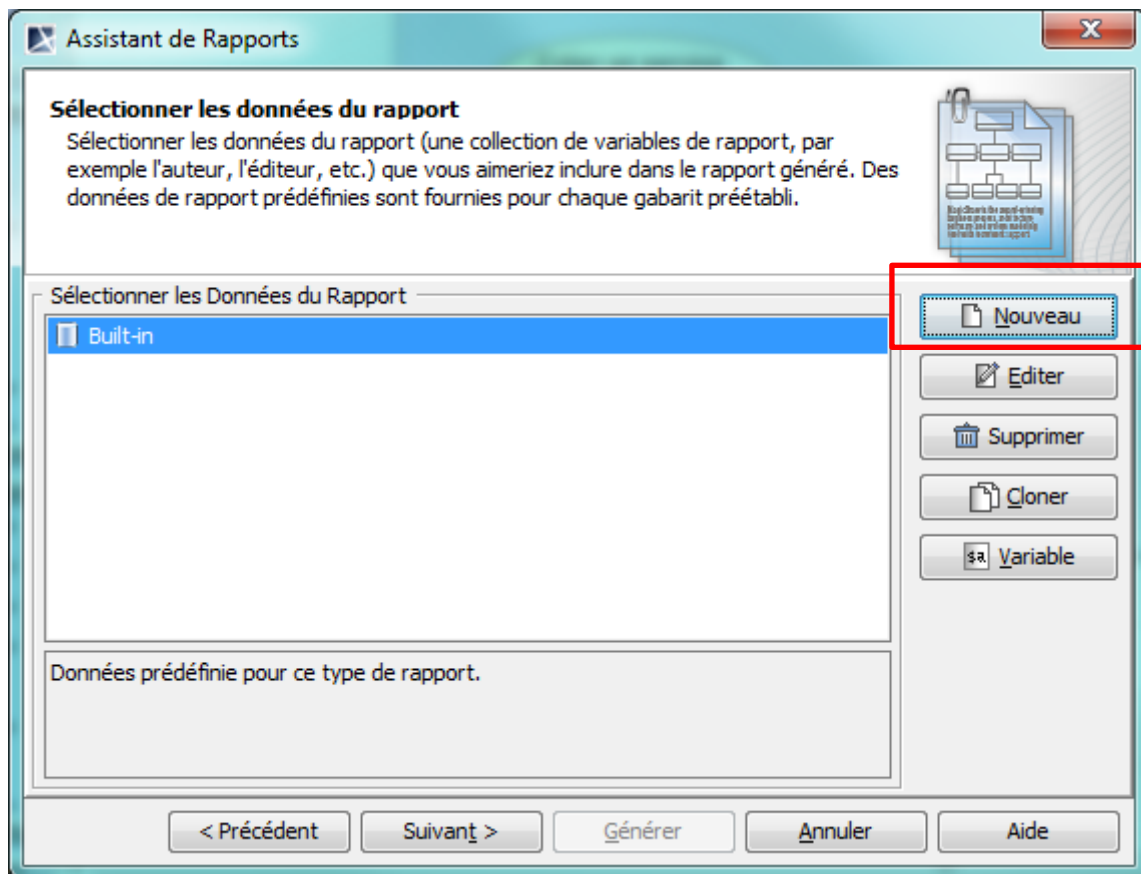 Assistant de Rapports
Sélectionner les données du rapport
Sélectionner les données du rapport (une collection de variables de rapport, par
exemple l'auteur, l'éditeur, etc.) que vous aimeriez inclure dans le rapport généré. Des
données de rapport prédéfinies sont fournies pour chaque gabarit préétabli.
Sélectionner les Données du Rapport
Built-in
Nouveau
Editer
Supprimer
Cloner
$a Variable
Données prédéfinie pour ce type de rapport.
< Précédent
Suivant >
Générer
Annuler
Aide